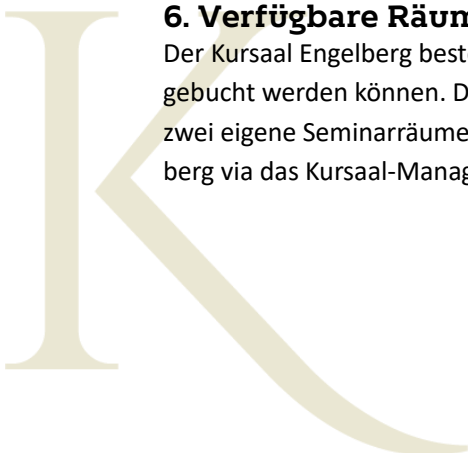 6. Verfügbare Räum
Der Kursaal Engelberg best
gebucht werden können. D
zwei eigene Seminarräume
berg via das Kursaal-Manag